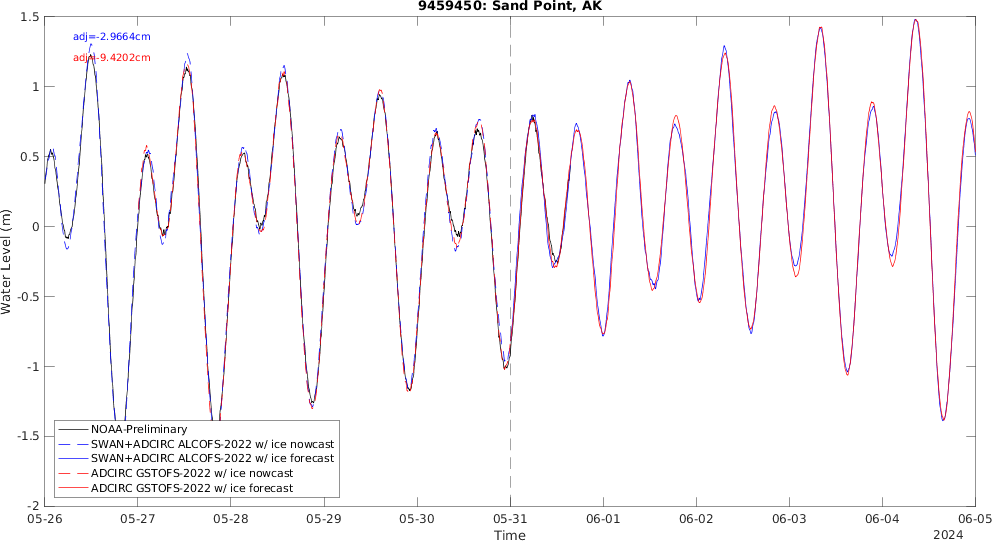 9459450: Sand Point, AK
adj=-2.9664cm
adj=-9.4202cm
1.5
1
0.5
0
-0.5
-1
-1.5
-2
Water Level (m)
NOAA-Preliminary
SWAN+ADCIRC ALCOFS-2022 w/ ice nowcast
SWAN+ADCIRC ALCOFS-2022 w/ ice forecast
ADCIRC GSTOFS-2022 w/ ice nowcast
ADCIRC GSTOFS-2022 w/ ice forecast
05-26 05-27 05-28 05-29 05-30 05-31 06-01 06-02 06-03 06-04 06-05
Time
2024